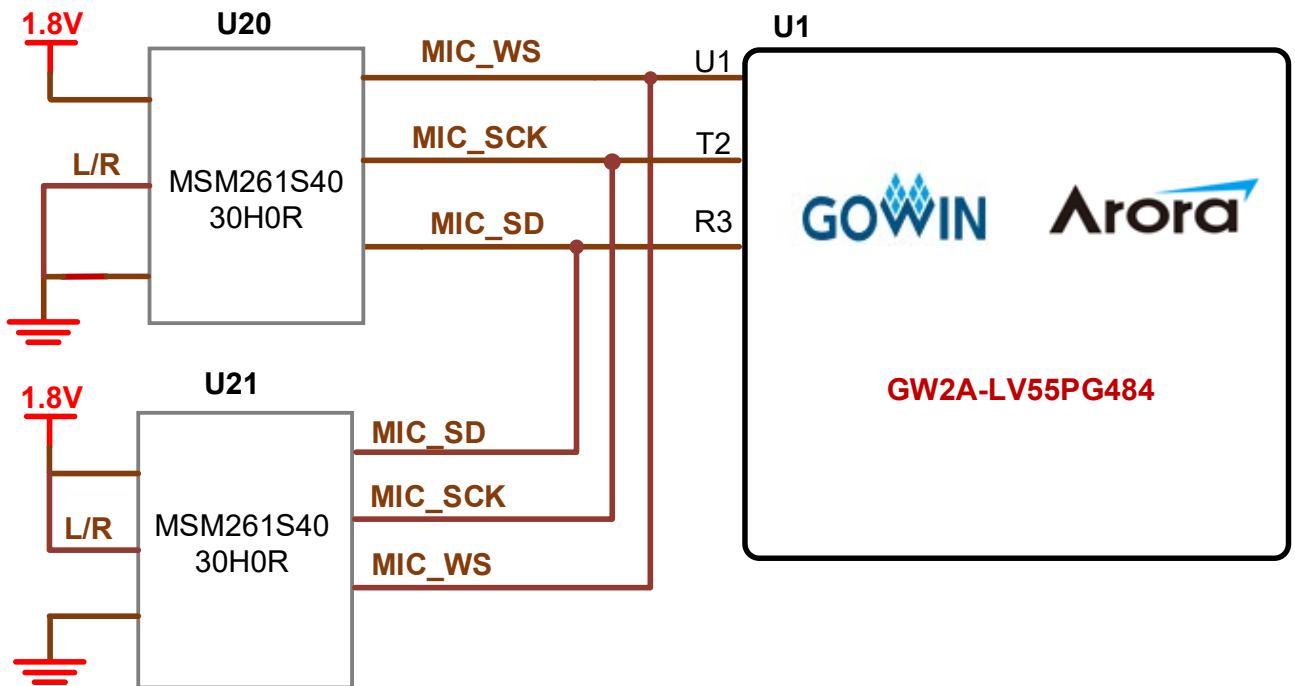 1.8V
U20
U1
MIC_WS
U1
MIC_SCK
T2
L/R
MSM261S40
30H0R
MIC_SD
R3
GOWIN
Arora
U21
1.8V
GW2A-LV55PG484
MIC_SD
MIC_SCK
L/R
MSM261S40
30H0R
MIC_WS